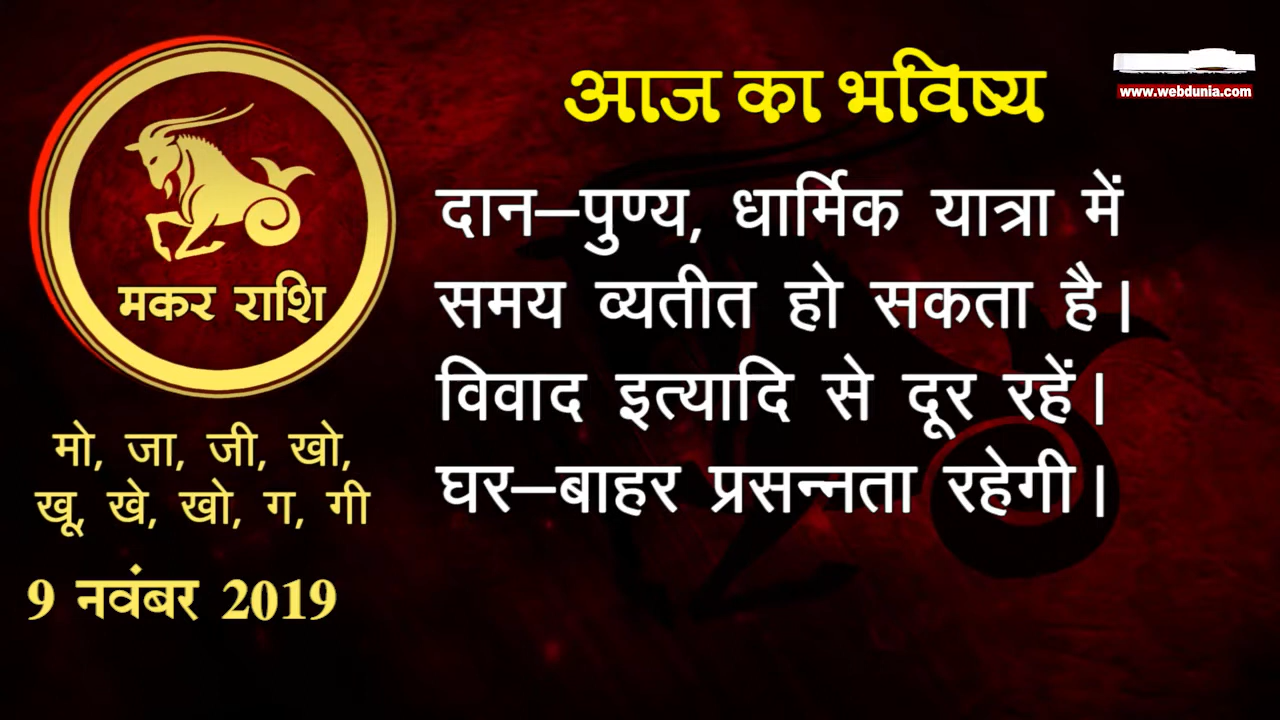 आज का भविष्य
www.webdunia.com
मकर राशि
मो, जा, जी, खो,
खू, खे, खो, ग, गी
9 नवंबर 2019
दान–पुण्य, धार्मिक यात्रा में
समय व्यतीत हो सकता है।
विवाद इत्यादि से दूर रहें।
घर–बाहर प्रसन्नता रहेगी।